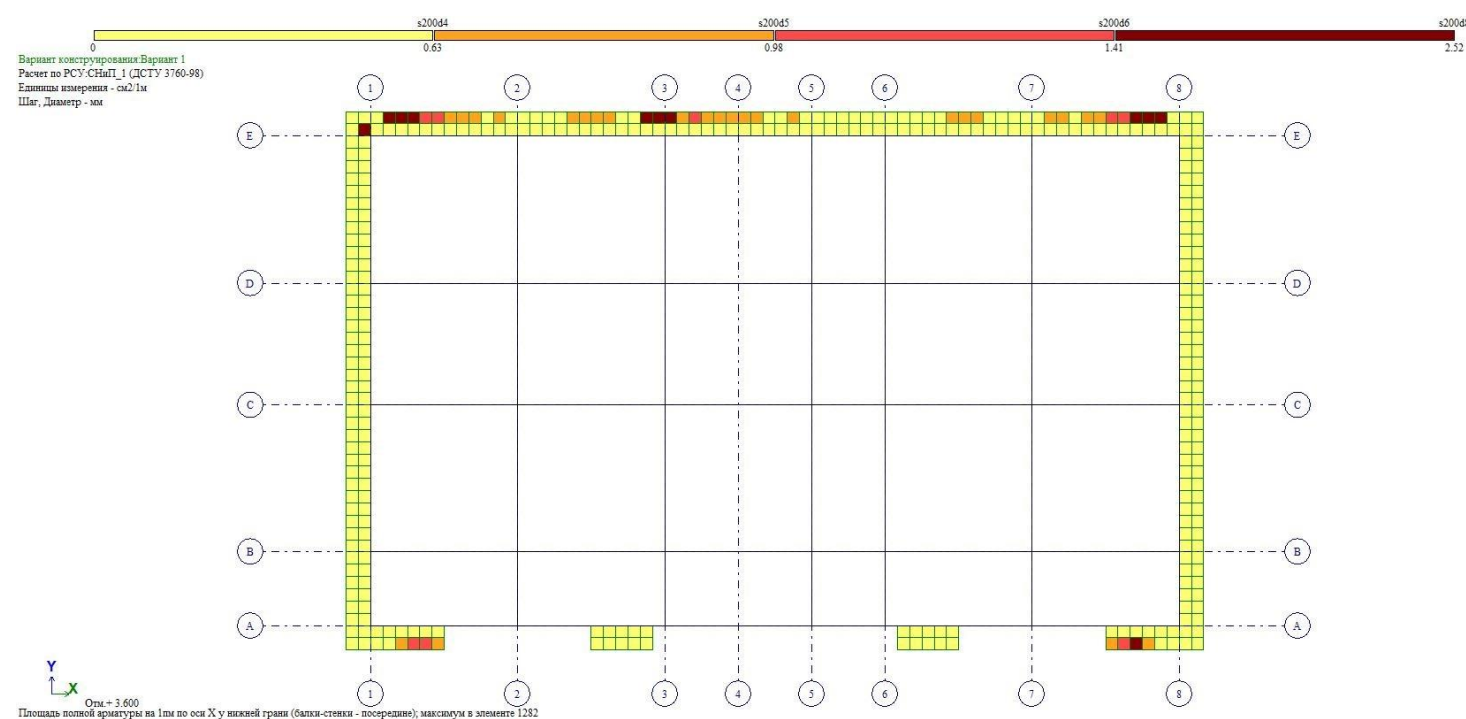 s200d4 s200d5 s200d6 s200d8
0 0.63 0.98 1.41 2.52
Вариант конструирования:Вариант 1
Расчет по РСУ:СНиП_1 (ДСТУ 3760-98)
Единицы измерения - см2/1м
Шаг, Диаметр - мм
1 2 3 4 5 6 7 8
E E
D D
C C
B B
A A
1 2 3 4 5 6 7 8
Y
X
Отм.+ 3.600
Площадь полной арматуры на 1пм по оси X у нижней грани (балки-стенки - посередине); максимум в элементе 1282